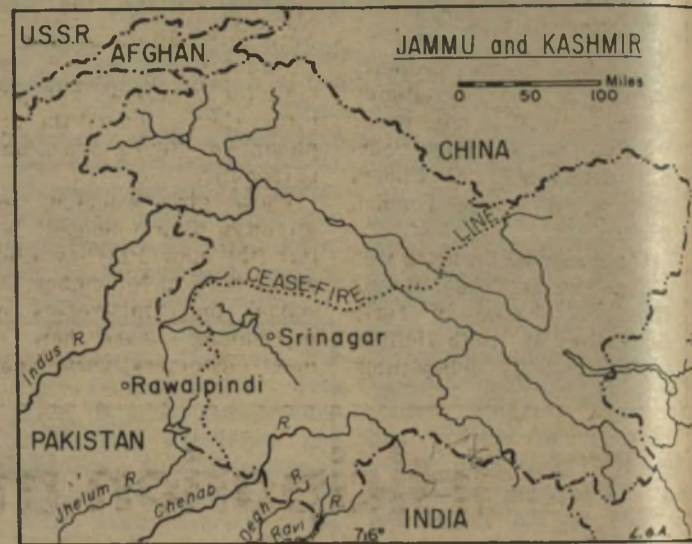 U.S.S.R.
AFGHAN.
JAMMU and KASHMIR
Miles
0 50 100
CHINA
CEASE-FIRE LINE
Srinagar
Indus R.
Rawalpindi
PAKISTAN
R.
Jhelum R.
Chenab
Degh R.
Ravi R.
INDIA
76°
L.G.A.